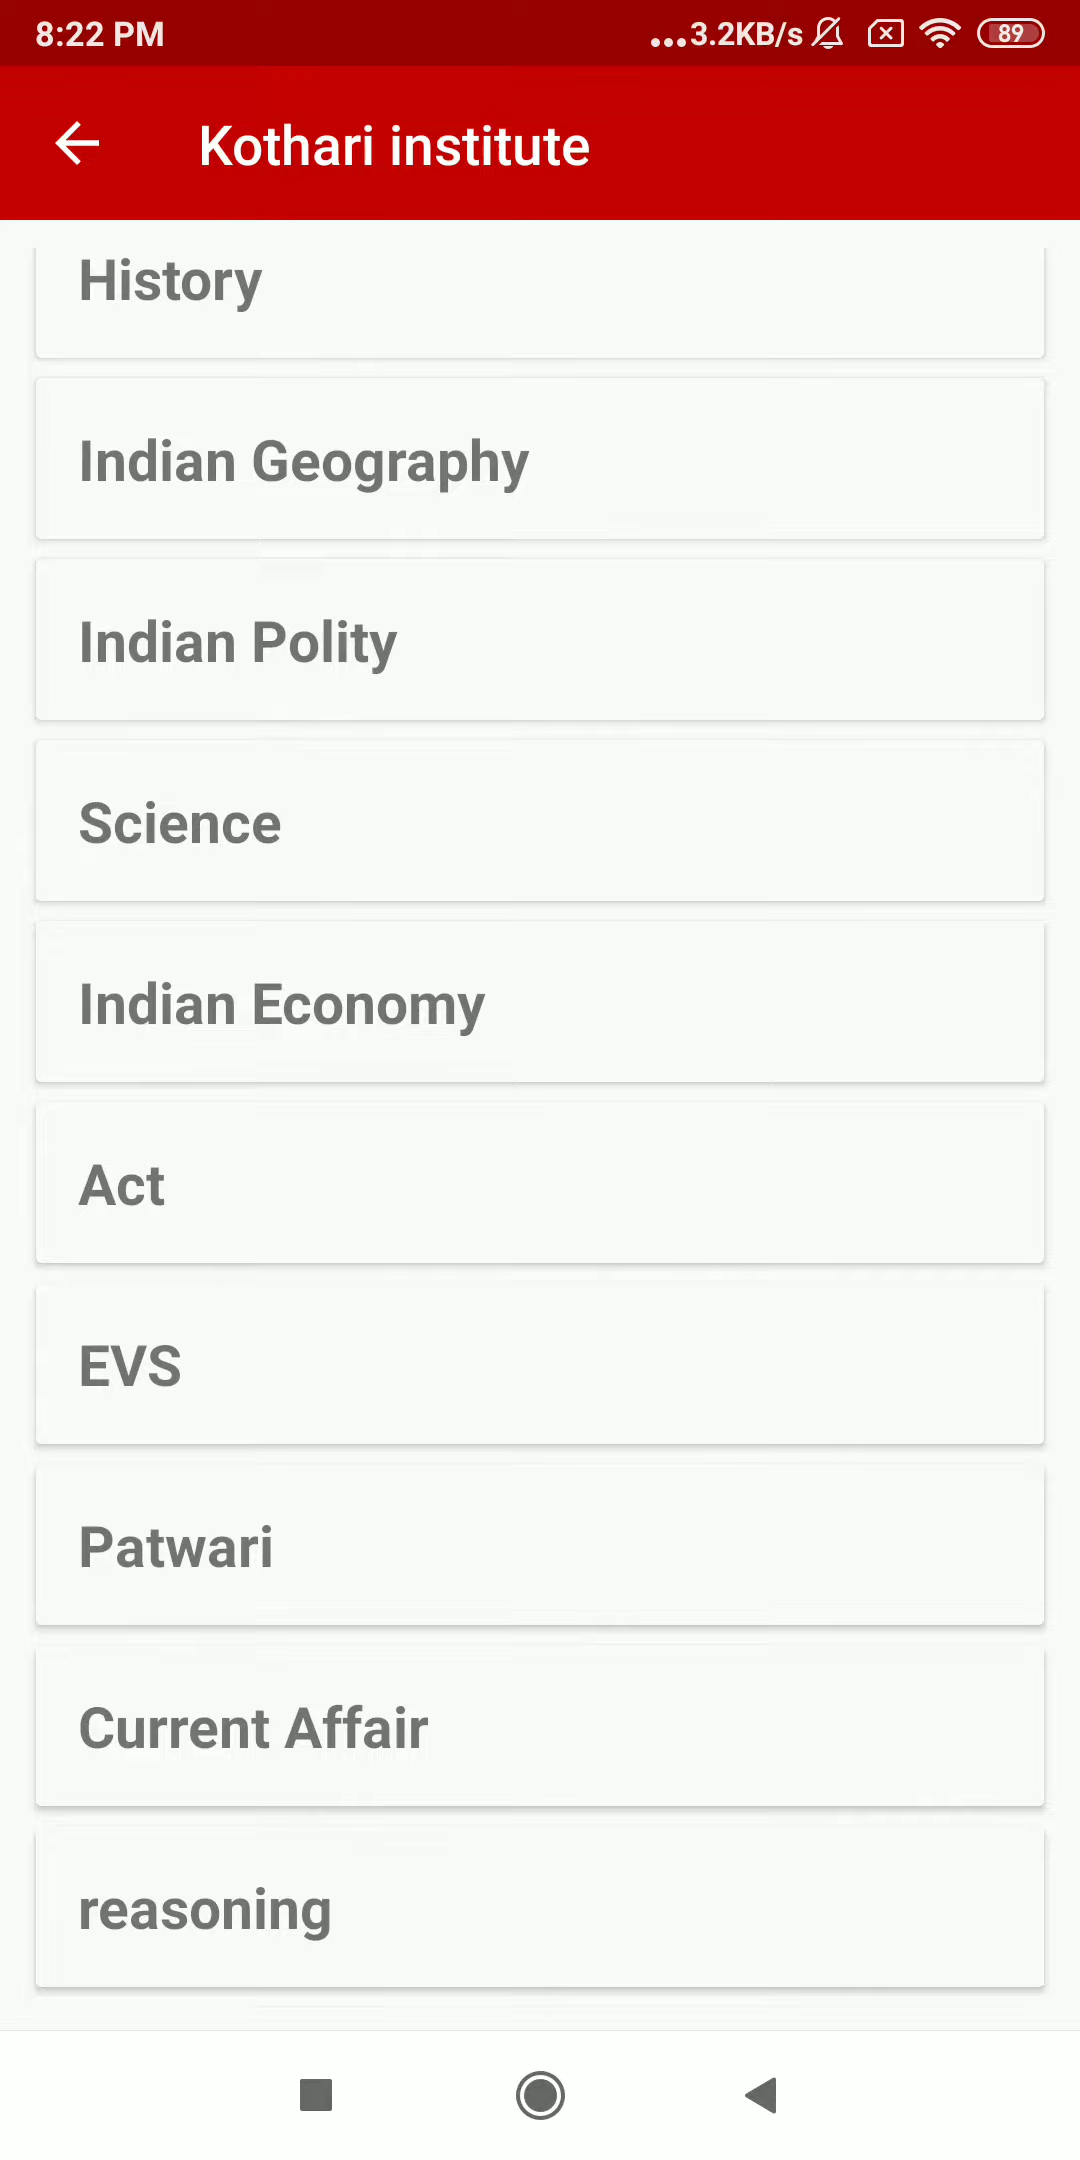 8:22 PM
...3.2KB/s
89
Kothari institute
History
Indian Geography
Indian Polity
Science
Indian Economy
Act
EVS
Patwari
Current Affair
reasoning